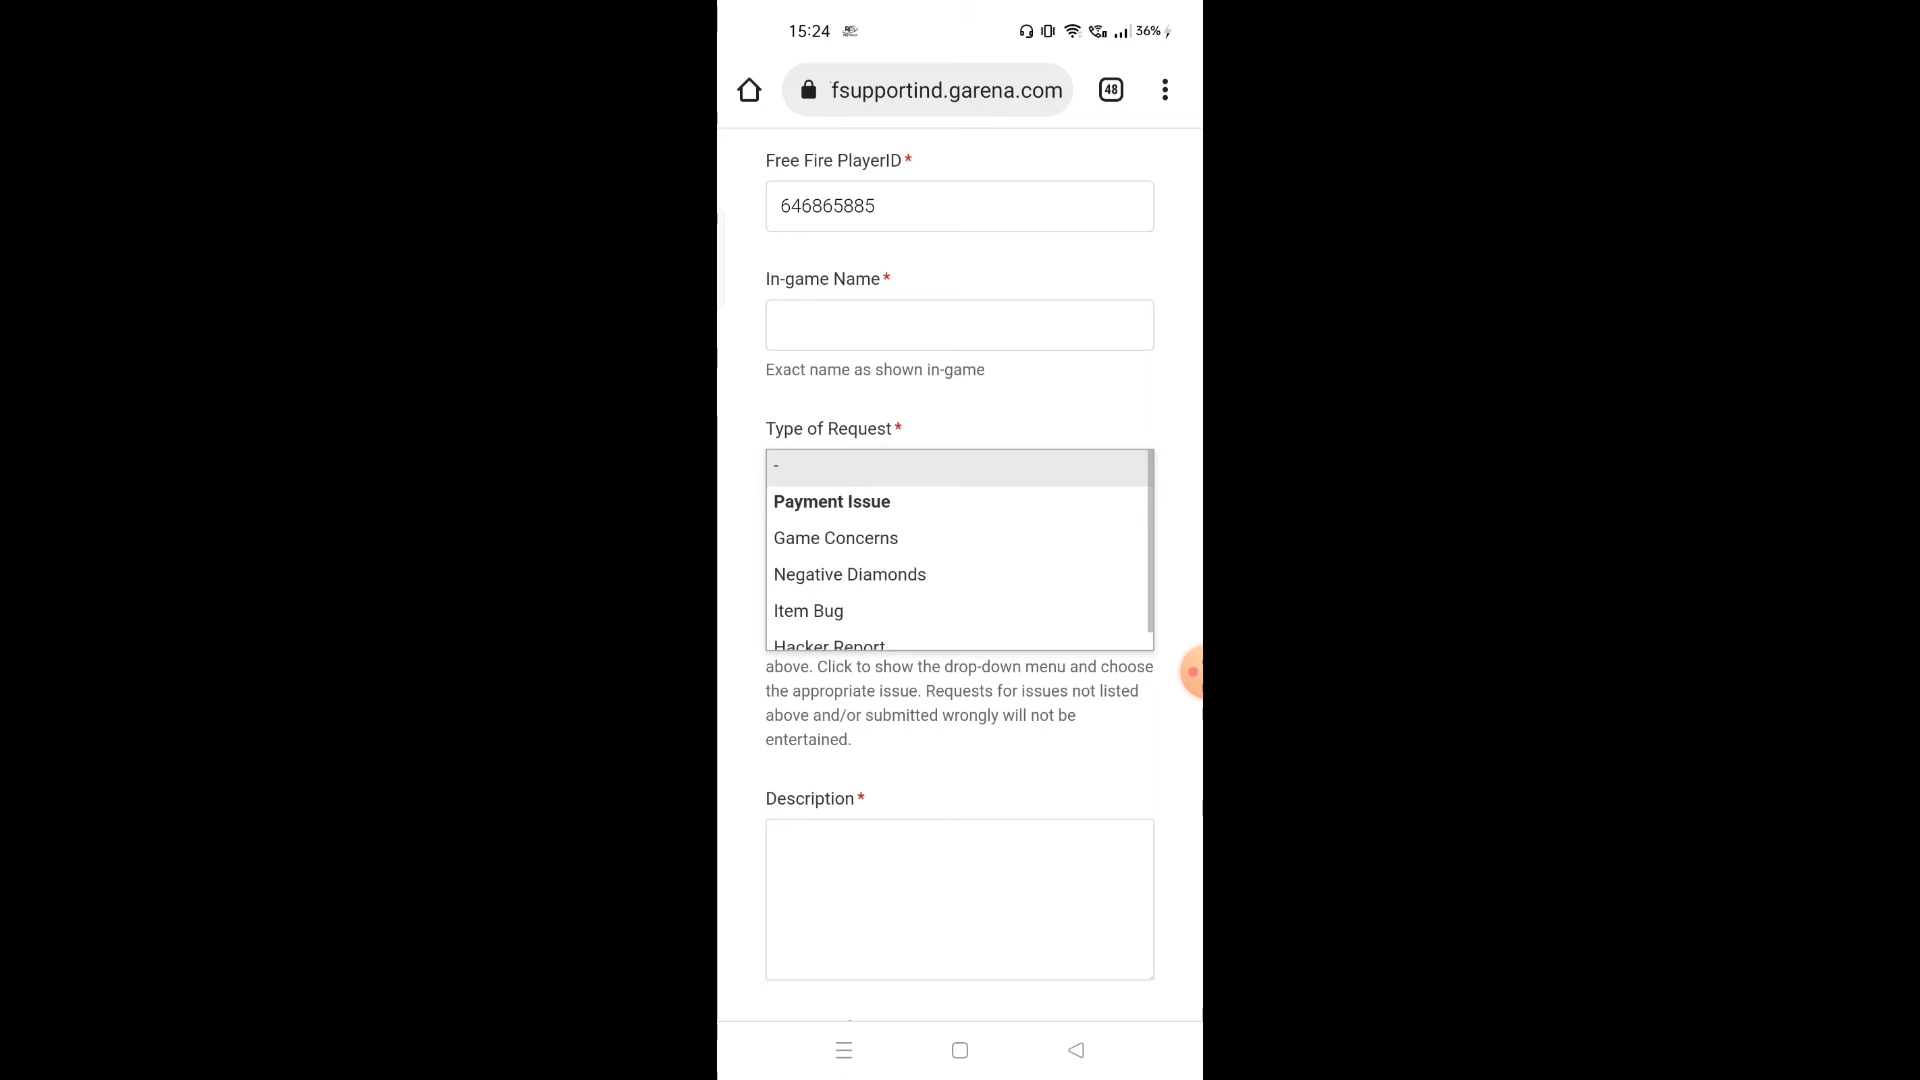 15:24
36%
fsupportind.garena.com
48
Free Fire PlayerID*
646865885
In-game Name*
Exact name as shown in-game
Type of Request*
-
Payment Issue
Game Concerns
Negative Diamonds
Item Bug
Hacker Report
above. Click to show the drop-down menu and choose
the appropriate issue. Requests for issues not listed
above and/or submitted wrongly will not be
entertained.
Description*